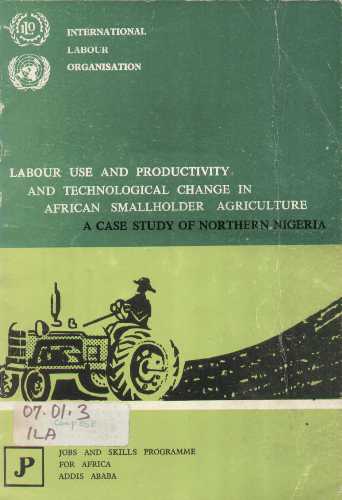 ILO
INTERNATIONAL
LABOUR
ORGANISATION
LABOUR USE AND PRODUCTIVITY
AND TECHNOLOGICAL CHANGE IN
AFRICAN SMALLHOLDER AGRICULTURE
A CASE STUDY OF NORTHERN NIGERIA
07.01.3
ILA
JP
JOBS AND SKILLS PROGRAMME
FOR AFRICA
ADDIS ABABA